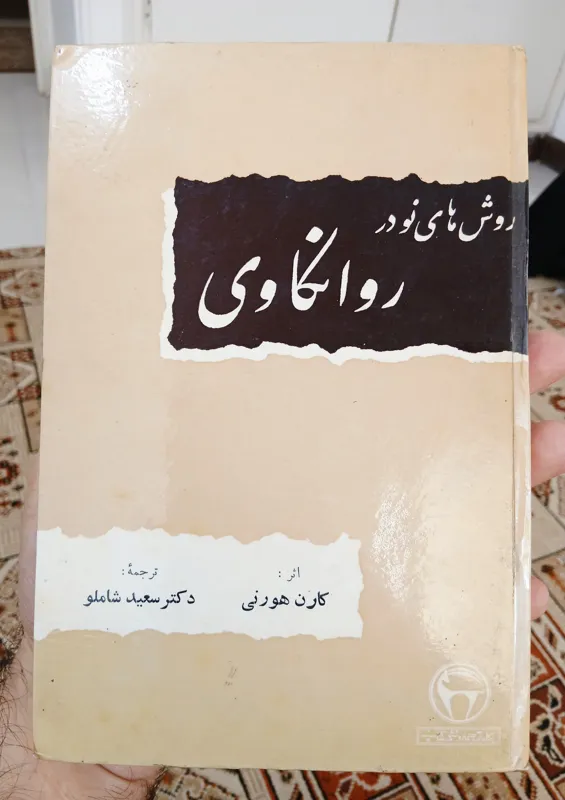 روش های نو در
روانکاوی
اثر :
کارن هورنی
ترجمهٔ :
دکتر سعید شاملو